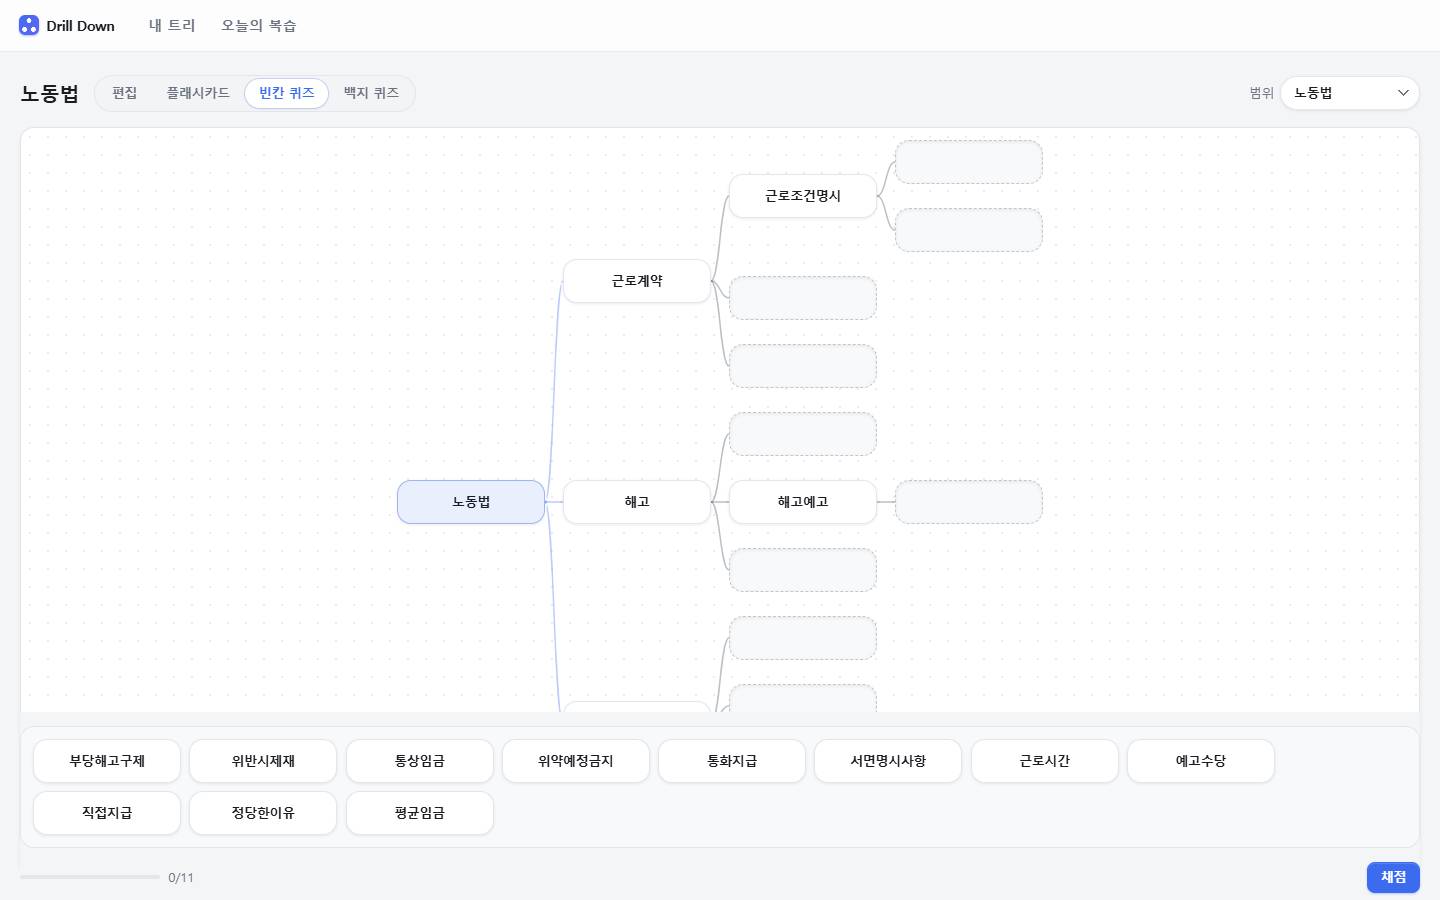 Drill Down 내 트리 오늘의 복습
노동법 편집 플래시카드 빈칸 퀴즈 백지 퀴즈 범위 노동법
근로조건명시
근로계약
노동법 해고 해고예고
부당해고구제 위반시제재 통상임금 위약예정금지 통화지급 서면명시사항 근로시간 예고수당
직접지급 정당한이유 평균임금
0/11 채점